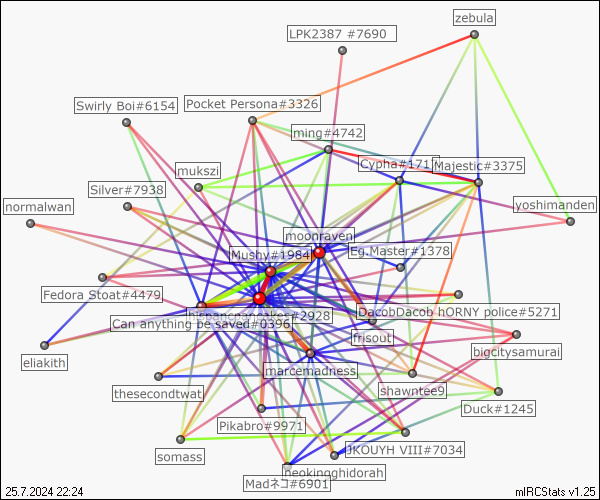 zebula
LPK2387 #7690
Swirly Boi#6154
Pocket Persona#3326
ming#4742
Cypha#171
Majestic#3375
mukszi
Silver#7938
normalwan
yoshimanden
moonraven
Mushy#1984
Eg.Master#1378
Fedora Stoat#4479
DacobDacob hORNY police#5271
Can anything be saved#0396
frisout
eliakith
bigcitysamurai
marcemadness
thesecondtwat
shawntee9
Duck#1245
Pikabro#9971
somass
JKOUYH VIII#7034
neokingghidorah
Madネコ#6901
25.7.2024 22:24
mIRCStats v1.25